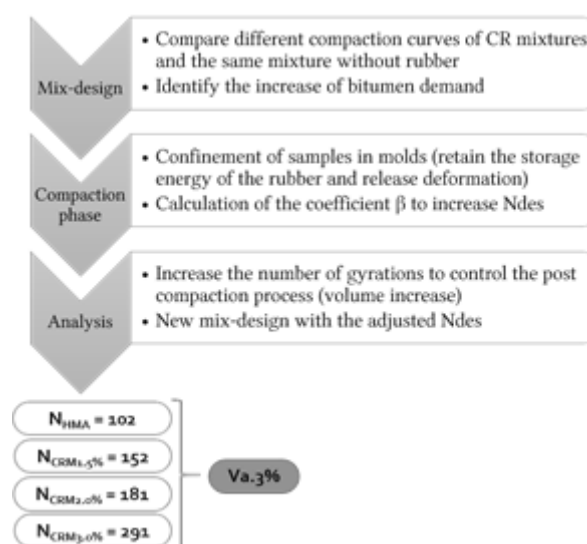 Mix-design
• Compare different compaction curves of CR mixtures
and the same mixture without rubber
• Identify the increase of bitumen demand
Compaction
phase
• Confinement of samples in molds (retain the storage
energy of the rubber and release deformation)
• Calculation of the coefficient β to increase Ndes
Analysis
• Increase the number of gyrations to control the post
compaction process (volume increase)
• New mix-design with the adjusted Ndes
NHMA = 102
NCRM1.5% = 152
NCRM2.0% = 181
NCRM3.0% = 291
Va.3%